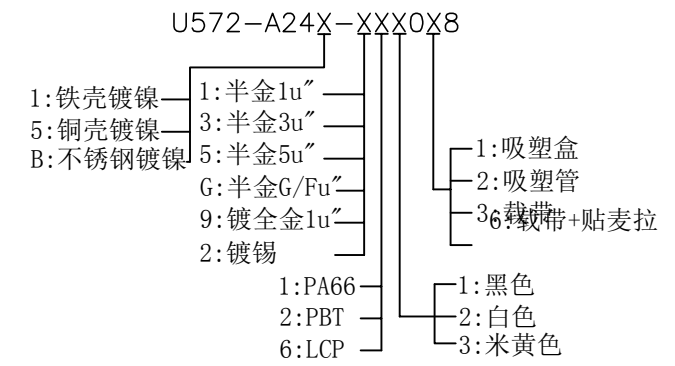 U572-A24X-XXX0X8
1:铁壳镀镍
5:铜壳镀镍
B:不锈钢镀镍
1:半金1u″
3:半金3u″
5:半金5u″
G:半金G/Fu″
9:镀全金1u″
2:镀锡
1:吸塑盒
2:吸塑管
3:载带
6:载带+贴麦拉
1:PA66
2:PBT
6:LCP
1:黑色
2:白色
3:米黄色